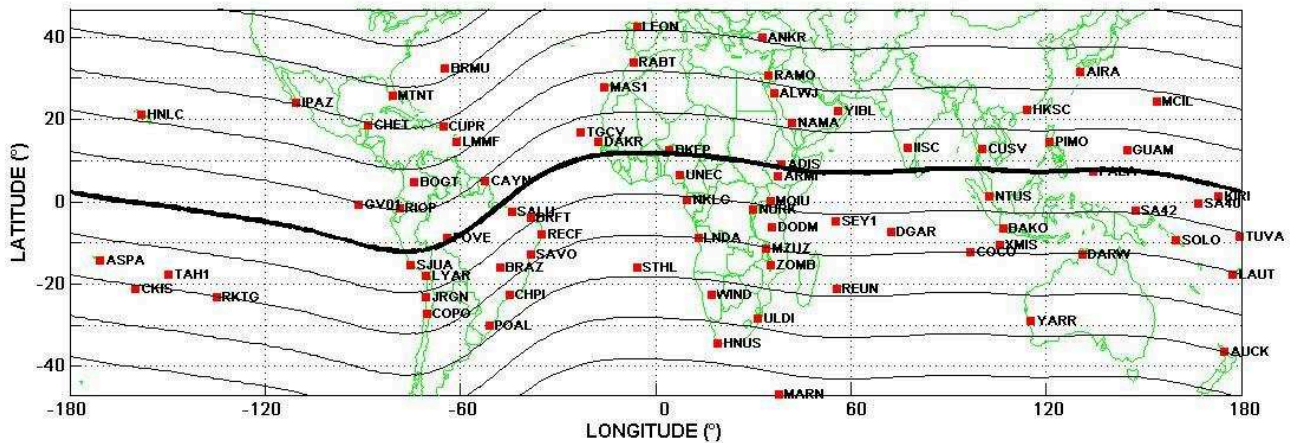 40
20
0
-20
-40
LATITUDE (°)
LEON
ANKR
BRMU
RABT
RAMO
AIRA
MAS1
ALWJ
IPAZ
MTNT
MCIL
HNLC
YIBL
HKSC
CHET
CUPR
NAMA
LMMF
TGCV
DAKR
BKFP
IISC
CUSV
PIMO
GUAM
ADIS
ARMI
PALA
BOGT
CAYN
UNEC
NTUS
KIRI
GV01
RIOP
SALU
NKLG
MOIU
NURK
SA42
BRFT
SEY1
DODM
DGAR
DAKO
POVE
RECF
LNDA
SOLO
TUVA
MZUZ
XMIS
COCO
DARW
SAVO
ASPA
SJUA
BRAZ
STHL
ZOMB
TAH1
LYAR
LAUT
CKIS
RKTG
JRGN
CHPI
WIND
REUN
COPO
POAL
ULDI
YARR
HNUS
AUCK
MARN
-180
-120
-60
0
60
120
180
LONGITUDE (°)